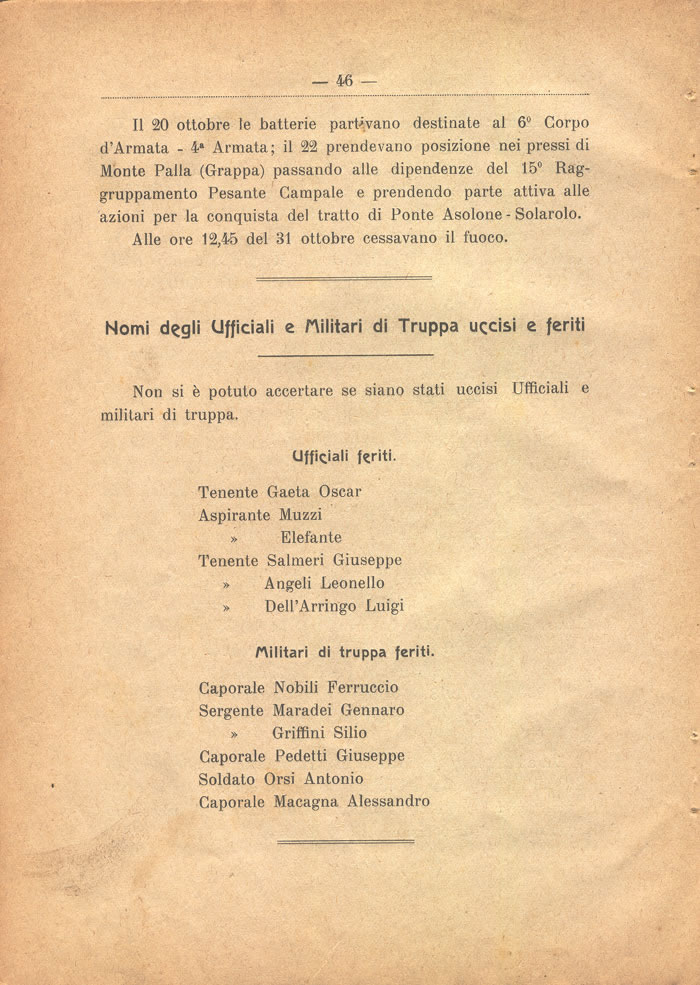 — 46 —
Il 20 ottobre le batterie partivano destinate al 6º Corpo
d'Armata - 4ª Armata; il 22 prendevano posizione nei pressi di
Monte Palla (Grappa) passando alle dipendenze del 15º Rag-
gruppamento Pesante Campale e prendendo parte attiva alle
azioni per la conquista del tratto di Ponte Asolone - Solarolo.
Alle ore 12,45 del 31 ottobre cessavano il fuoco.
Nomi degli Ufficiali e Militari di Truppa uccisi e feriti
Non si è potuto accertare se siano stati uccisi Ufficiali e
militari di truppa.
Ufficiali feriti.
Tenente Gaeta Oscar
Aspirante Muzzi
» Elefante
Tenente Salmeri Giuseppe
» Angeli Leonello
» Dell'Arringo Luigi
Militari di truppa feriti.
Caporale Nobili Ferruccio
Sergente Maradei Gennaro
» Griffini Silio
Caporale Pedetti Giuseppe
Soldato Orsi Antonio
Caporale Macagna Alessandro